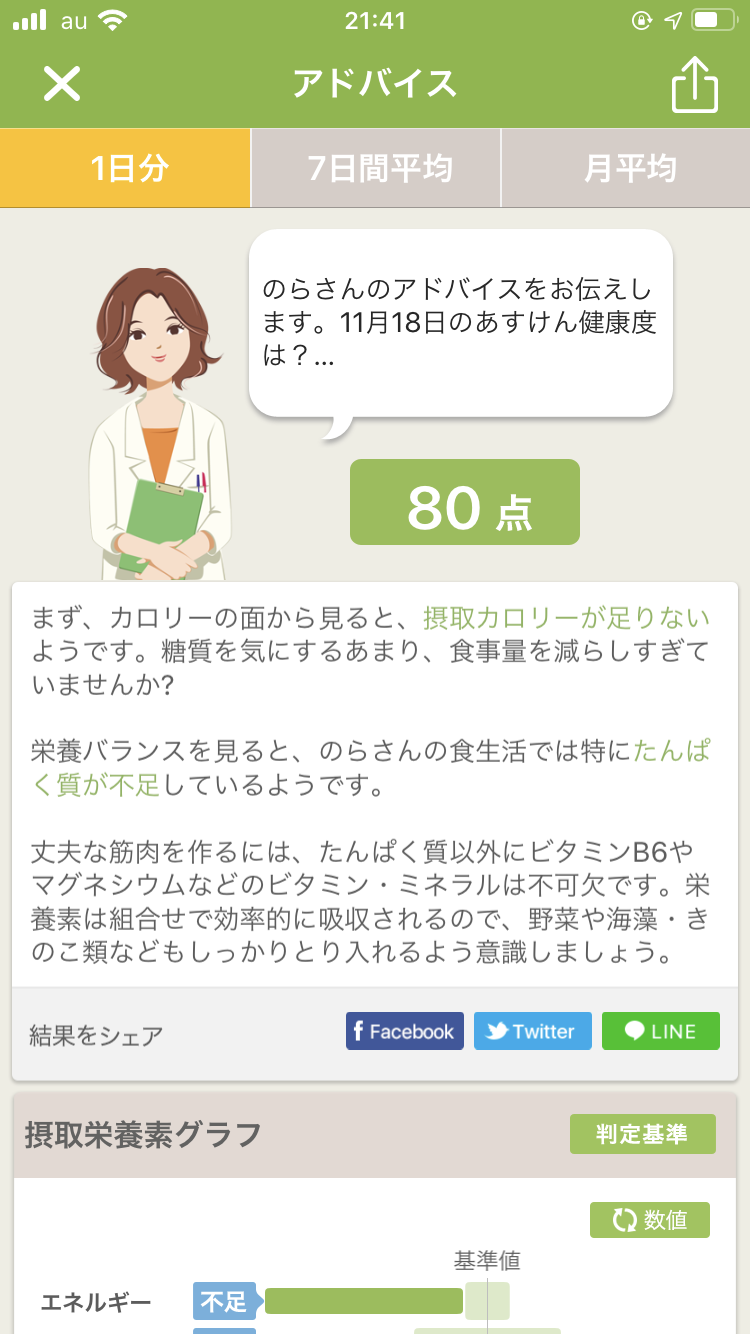 au
21:41
アドバイス
1日分
7日間平均
月平均
のらさんのアドバイスをお伝えし
ます。11月18日のあすけん健康度
は？...
80 点
まず、カロリーの面から見ると、摂取カロリーが足りない
ようです。糖質を気にするあまり、食事量を減らしすぎて
いませんか?
栄養バランスを見ると、のらさんの食生活では特にたんぱ
く質が不足しているようです。
丈夫な筋肉を作るには、たんぱく質以外にビタミンB6や
マグネシウムなどのビタミン・ミネラルは不可欠です。栄
養素は組合せで効率的に吸収されるので、野菜や海藻・き
のこ類などもしっかりとり入れるよう意識しましょう。
結果をシェア
Facebook
Twitter
LINE
摂取栄養素グラフ
判定基準
数値
基準値
エネルギー
不足